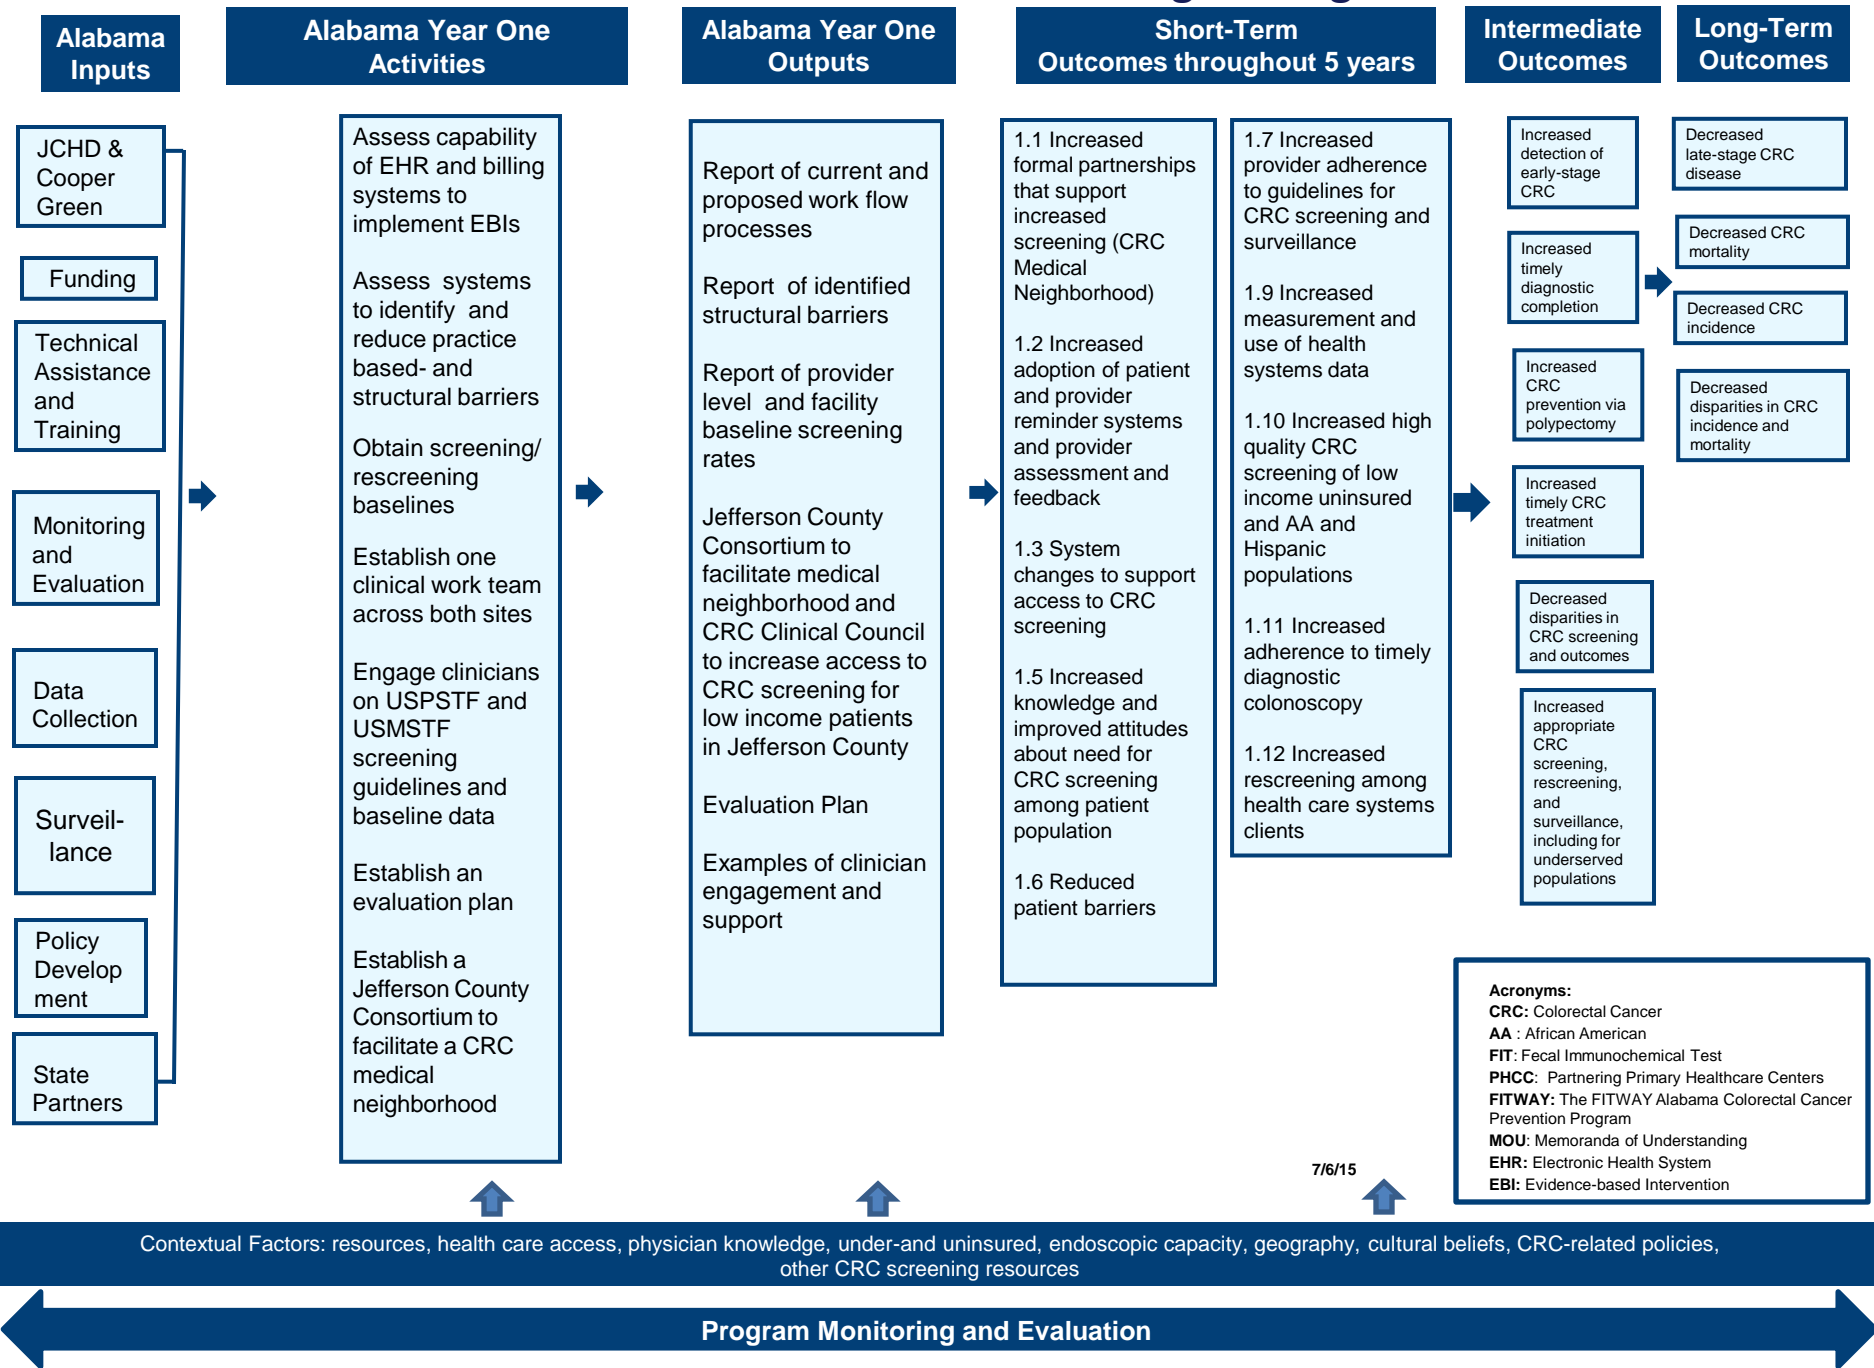 Alabama
Inputs
Alabama Year One
Activities
Alabama Year One
Outputs
Short-Term
Outcomes throughout 5 years
Intermediate
Outcomes
Long-Term
Outcomes
JCHD &
Cooper
Green
Funding
Technical
Assistance
and
Training
Monitoring
and
Evaluation
Data
Collection
Surveil-
lance
Policy
Develop
ment
State
Partners
Assess capability
of EHR and billing
systems to
implement EBIs
Assess systems
to identify and
reduce practice
based- and
structural barriers
Obtain screening/
rescreening
baselines
Establish one
clinical work team
across both sites
Engage clinicians
on USPSTF and
USMSTF
screening
guidelines and
baseline data
Establish an
evaluation plan
Establish a
Jefferson County
Consortium to
facilitate a CRC
medical
neighborhood
Report of current and
proposed work flow
processes
Report of identified
structural barriers
Report of provider
level and facility
baseline screening
rates
Jefferson County
Consortium to
facilitate medical
neighborhood and
CRC Clinical Council
to increase access to
CRC screening for
low income patients
in Jefferson County
Evaluation Plan
Examples of clinician
engagement and
support
1.1 Increased
formal partnerships
that support
increased
screening (CRC
Medical
Neighborhood)
1.2 Increased
adoption of patient
and provider
reminder systems
and provider
assessment and
feedback
1.3 System
changes to support
access to CRC
screening
1.5 Increased
knowledge and
improved attitudes
about need for
CRC screening
among patient
population
1.6 Reduced
patient barriers
1.7 Increased
provider adherence
to guidelines for
CRC screening and
surveillance
1.9 Increased
measurement and
use of health
systems data
1.10 Increased high
quality CRC
screening of low
income uninsured
and AA and
Hispanic
populations
1.11 Increased
adherence to timely
diagnostic
colonoscopy
1.12 Increased
rescreening among
health care systems
clients
Increased
detection of
early-stage
CRC
Increased
timely
diagnostic
completion
Increased
CRC
prevention via
polypectomy
Increased
timely CRC
treatment
initiation
Decreased
disparities in
CRC screening
and outcomes
Increased
appropriate
CRC
screening,
rescreening,
and
surveillance,
including for
underserved
populations
Decreased
late-stage CRC
disease
Decreased CRC
mortality
Decreased CRC
incidence
Decreased
disparities in CRC
incidence and
mortality
Acronyms:
CRC: Colorectal Cancer
AA : African American
FIT: Fecal Immunochemical Test
PHCC: Partnering Primary Healthcare Centers
FITWAY: The FITWAY Alabama Colorectal Cancer
Prevention Program
MOU: Memoranda of Understanding
EHR: Electronic Health System
EBI: Evidence-based Intervention
7/6/15
Contextual Factors: resources, health care access, physician knowledge, under-and uninsured, endoscopic capacity, geography, cultural beliefs, CRC-related policies,
other CRC screening resources
Program Monitoring and Evaluation